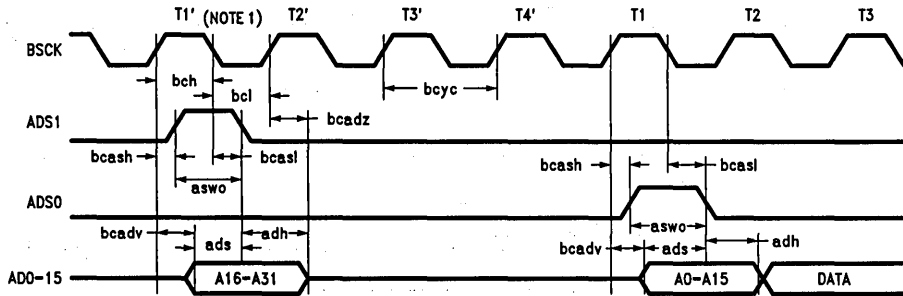 T1' (NOTE 1) T2' T3' T4' T1 T2 T3
BSCK
bch
bcl
bcyc
bcadz
ADS1
bcash bcasl bcash bcasl
aswo
ADS0
aswo
bcadv adh
ads
bcadv ads adh
AD0-15 A16-A31 A0-A15 DATA